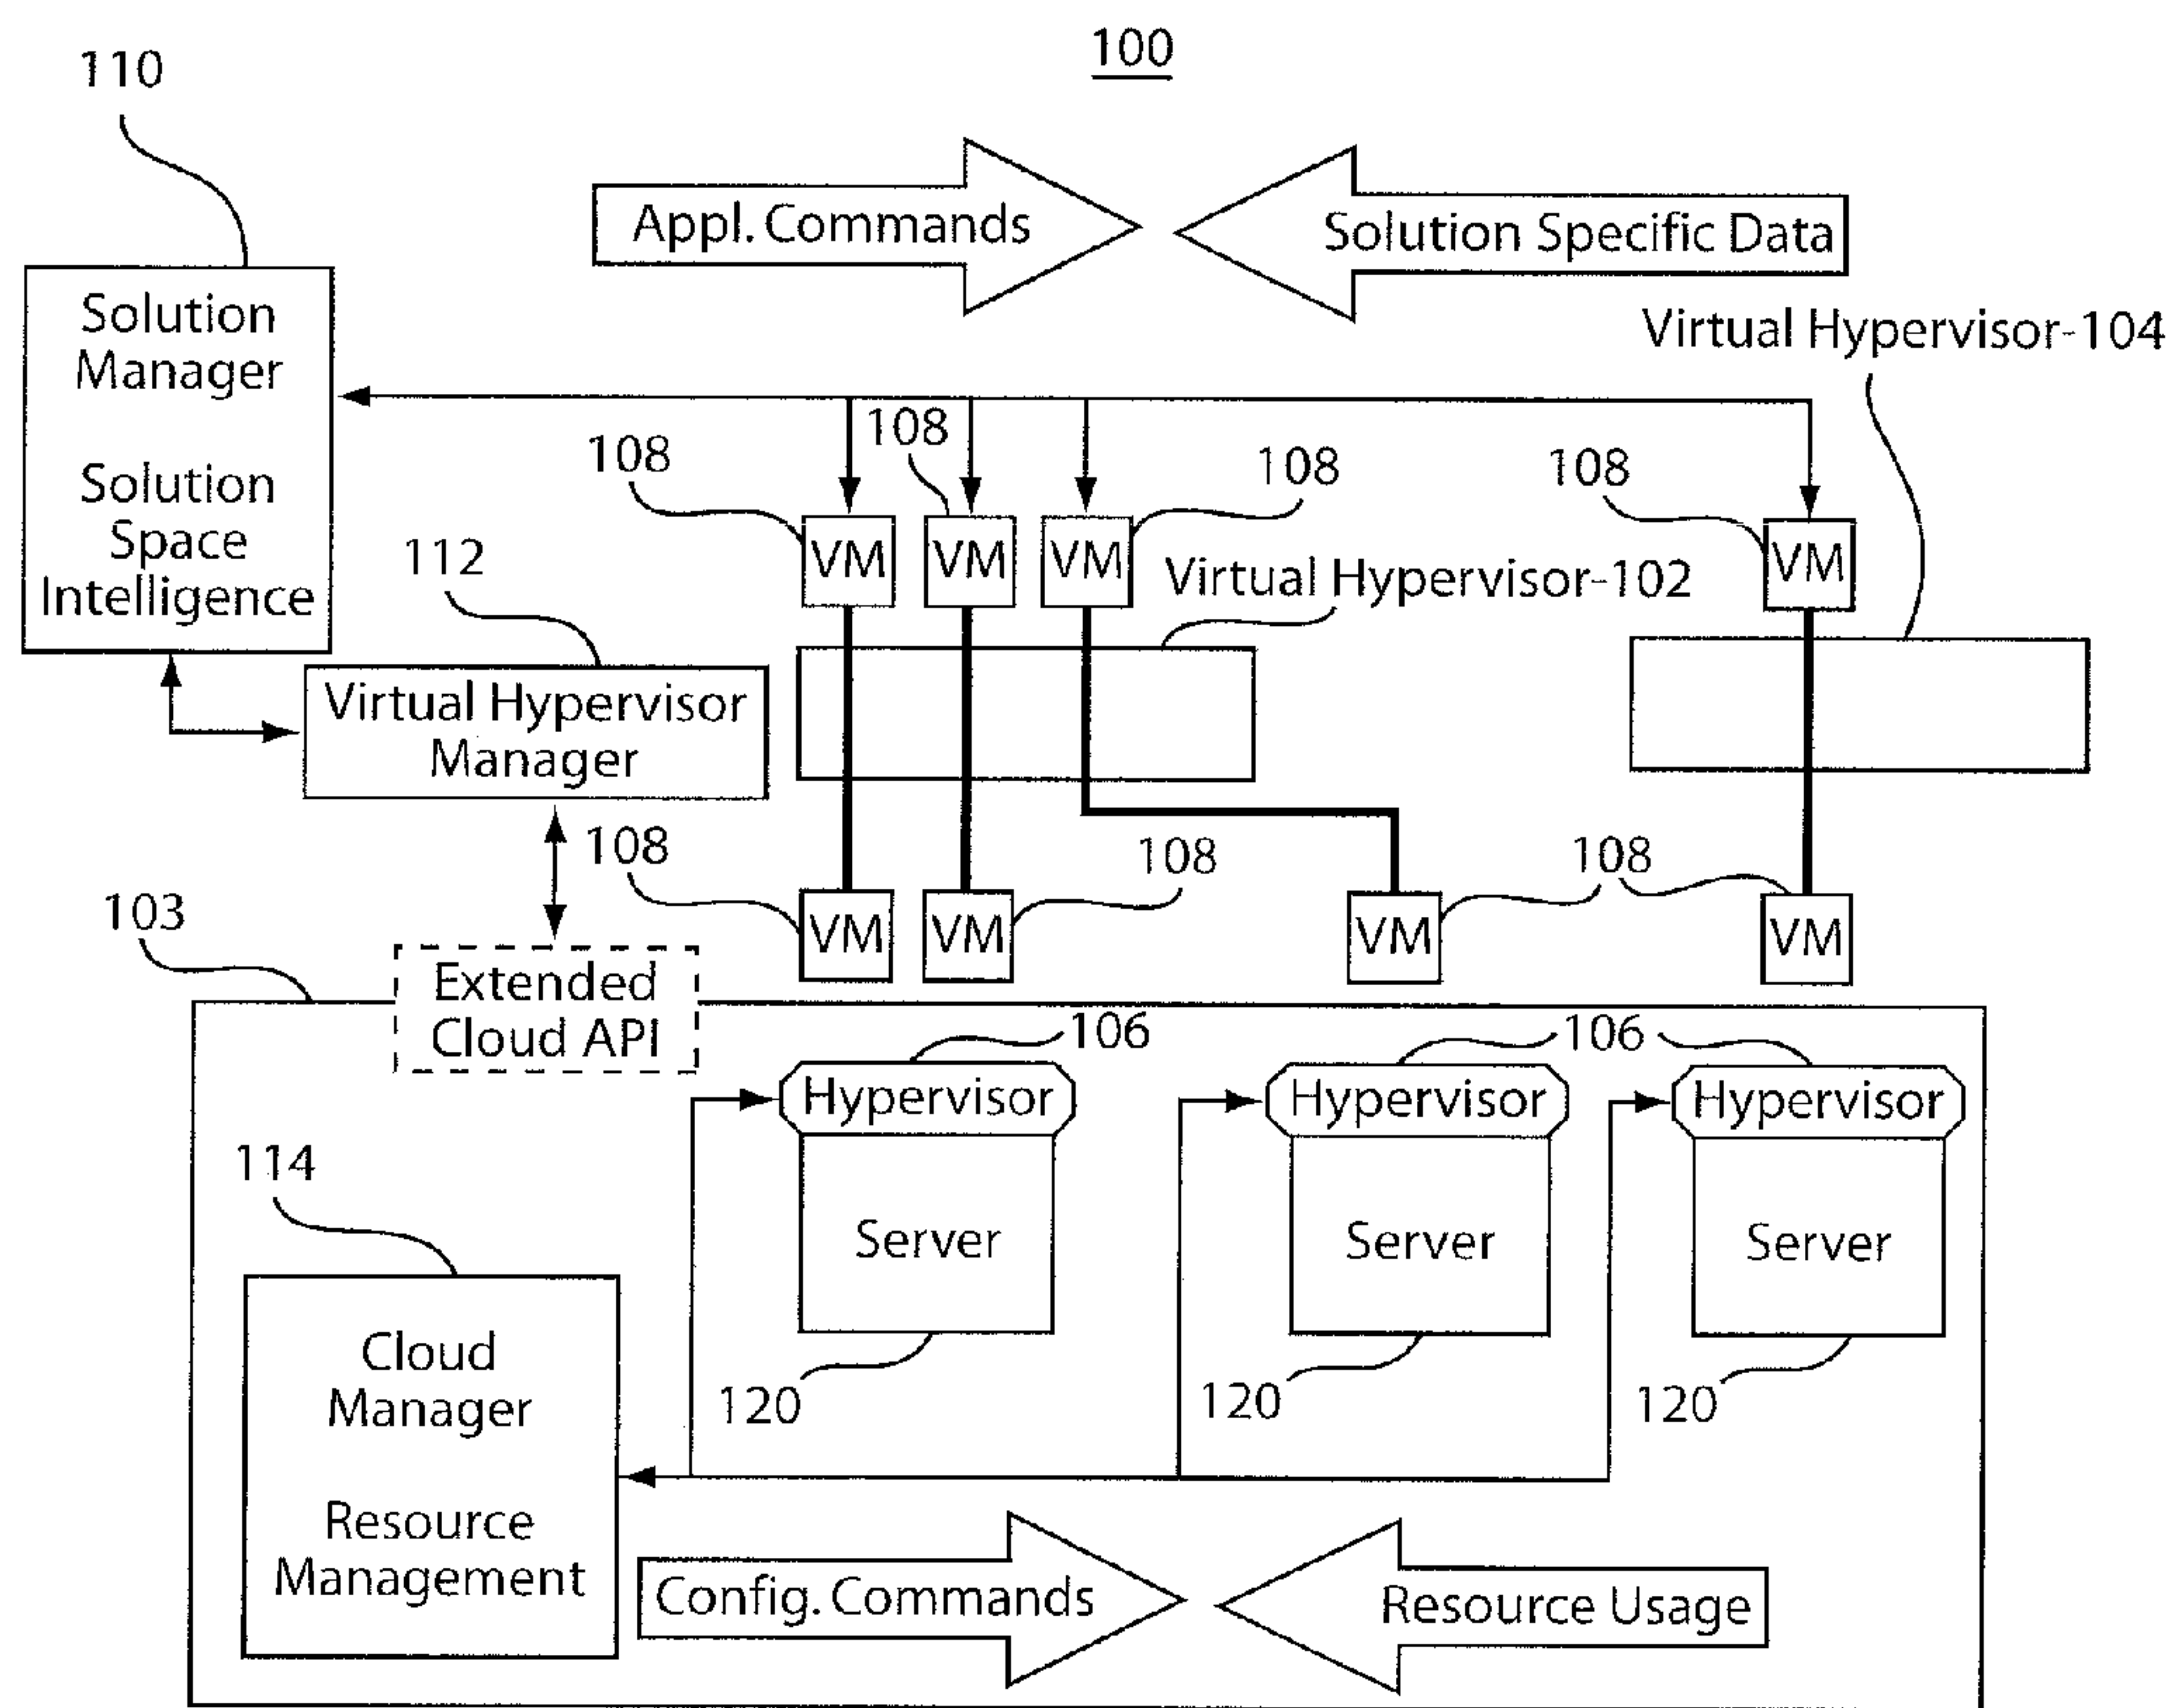 100
110
Appl. Commands
Solution Specific Data
Virtual Hypervisor-104
Solution
Manager
Solution
Space
Intelligence
108
108
108
108
VM
VM
VM
VM
112
Virtual Hypervisor-102
Virtual Hypervisor
Manager
108
108
108
103
VM
VM
VM
VM
Extended
Cloud API
106
106
Hypervisor
Hypervisor
Hypervisor
114
Server
Server
Server
120
120
120
Cloud
Manager
Resource
Management
Config. Commands
Resource Usage